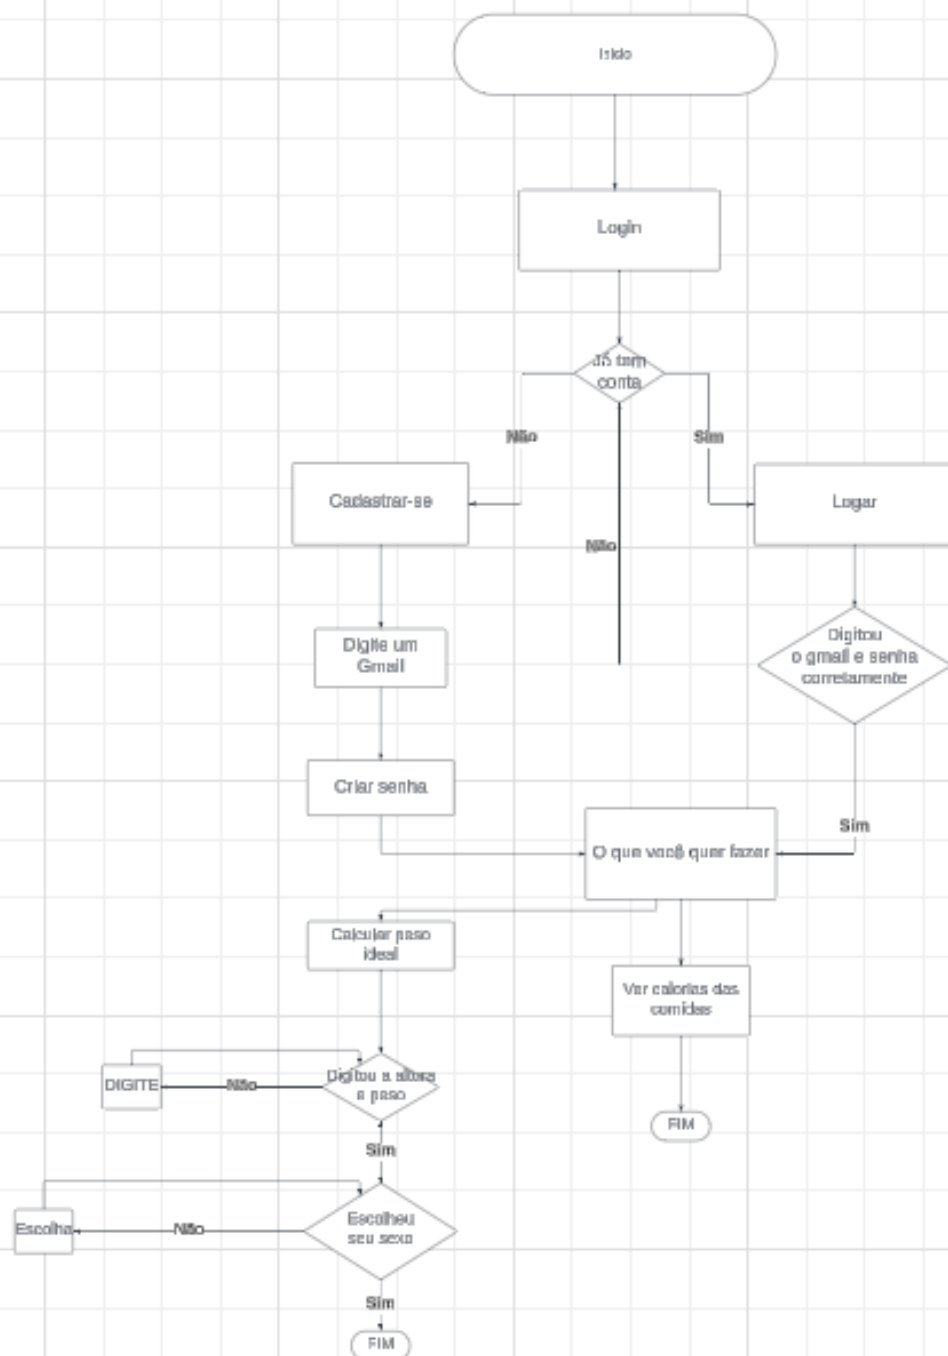 Inicio
Login
Já tem
conta
Não
Sim
Cadastrar-se
Logar
Não
Digite um
Gmail
Digitou
o gmail e senha
corretamente
Criar senha
Sim
O que você quer fazer
Calcular peso
ideal
Ver calorias das
comidas
Digitou a altura
e peso
Não
DIGITE
FIM
Sim
Escolheu
seu sexo
Não
Escolha
Sim
FIM